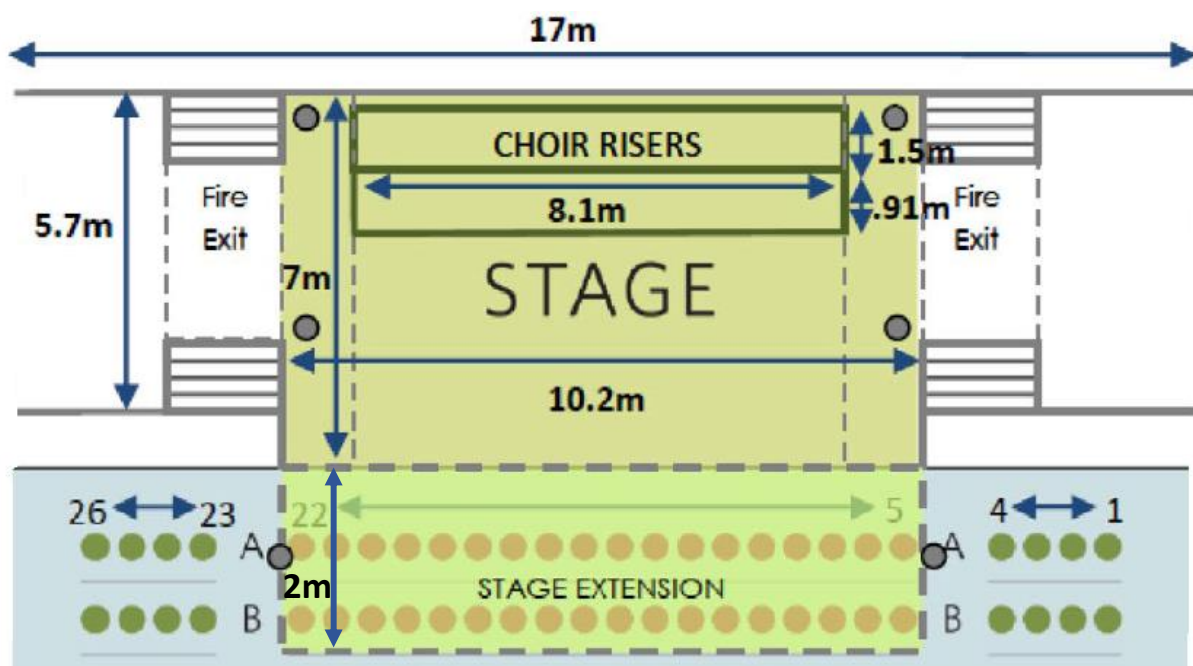 17m
CHOIR RISERS
1.5m
Fire
Exit
5.7m
8.1m
.91m
Fire
Exit
7m
STAGE
10.2m
26 23 22 5 4 1
A A
2m
STAGE EXTENSION
B B